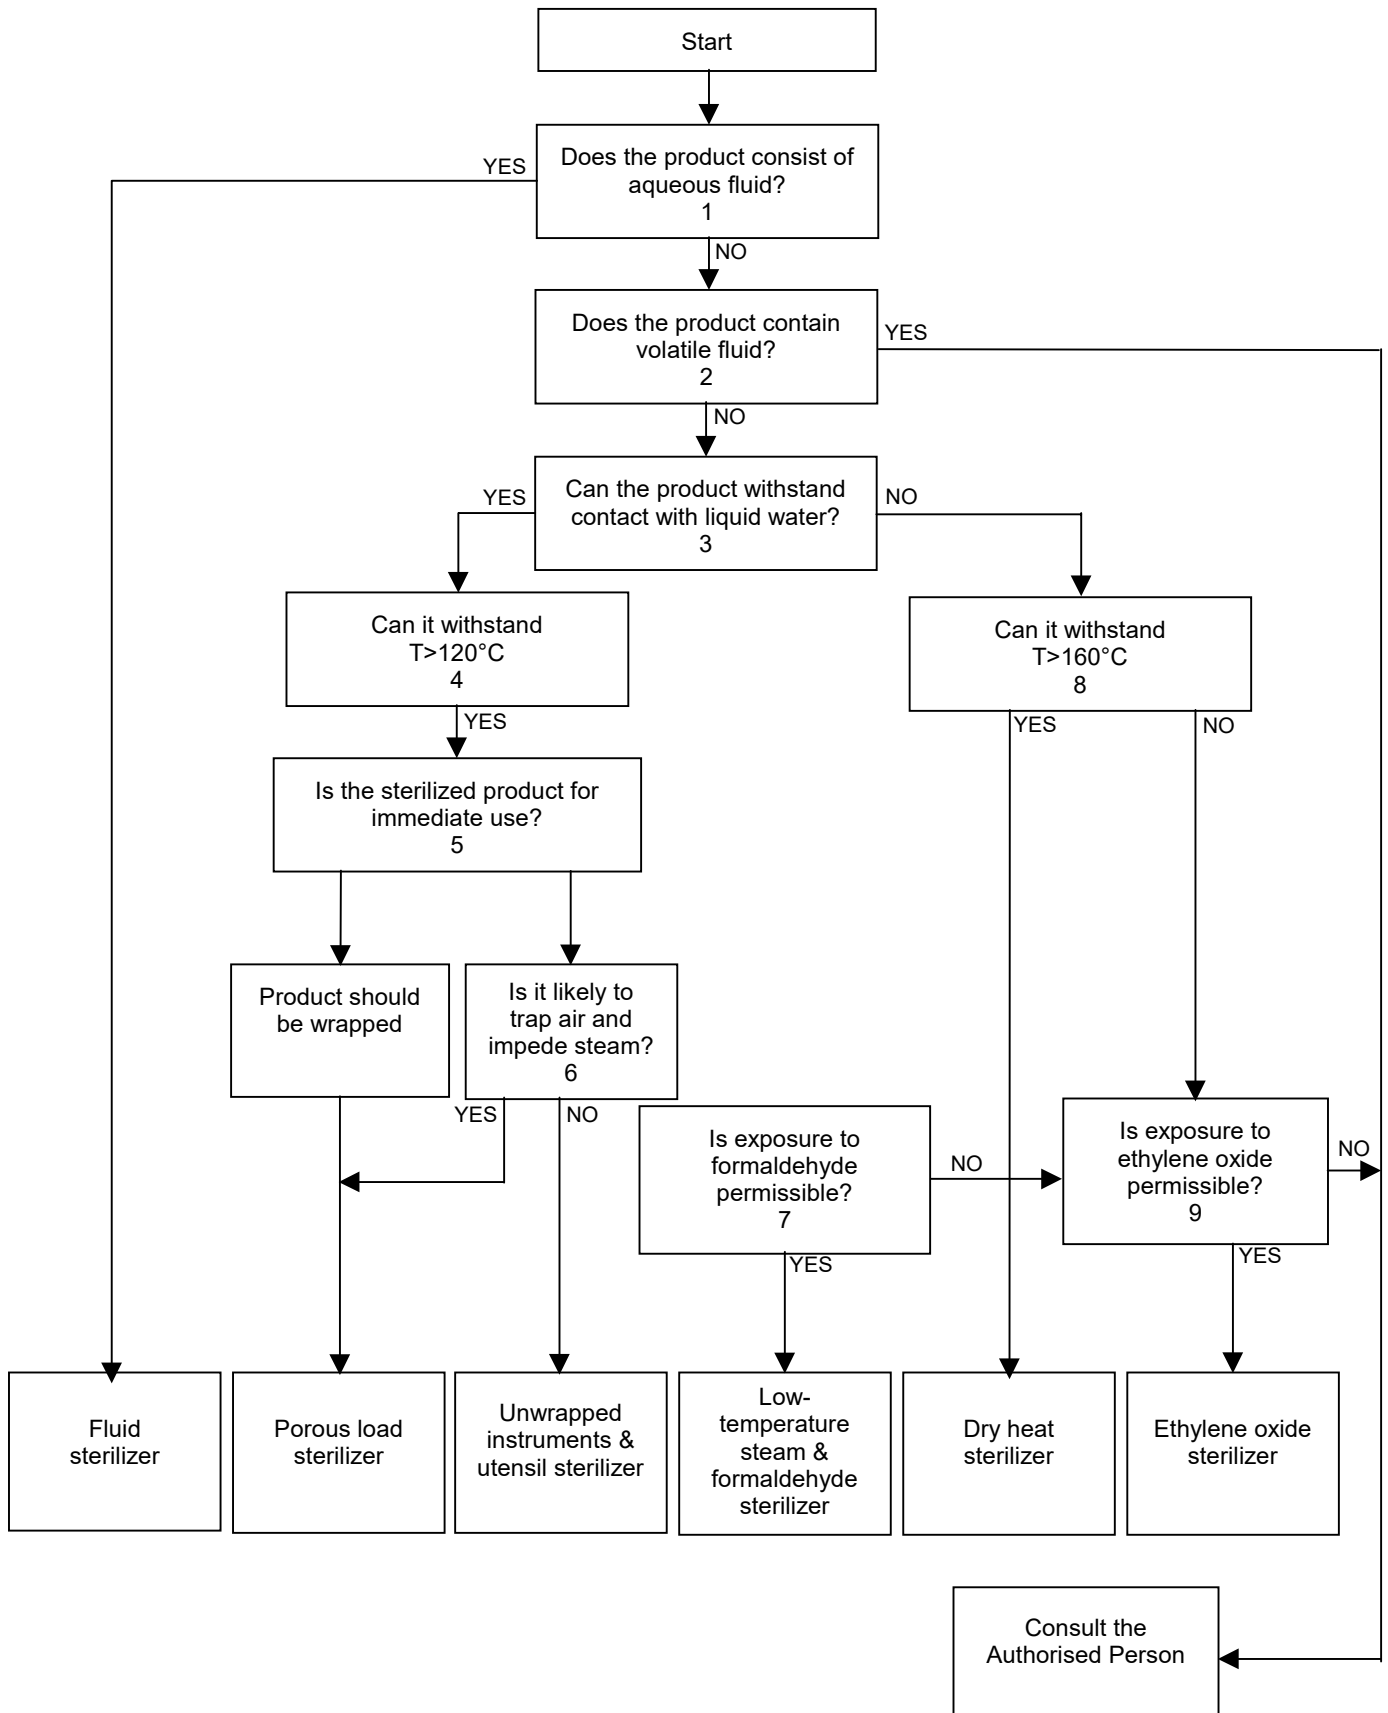 Start
Does the product consist of
aqueous fluid?
1
YES
NO
Does the product contain
volatile fluid?
2
YES
NO
Can the product withstand
contact with liquid water?
3
YES
NO
Can it withstand
T>120°C
4
YES
Can it withstand
T>160°C
8
YES
NO
Is the sterilized product for
immediate use?
5
Product should
be wrapped
Is it likely to
trap air and
impede steam?
6
YES
NO
Is exposure to
formaldehyde
permissible?
7
NO
YES
Is exposure to
ethylene oxide
permissible?
9
NO
YES
Fluid
sterilizer
Porous load
sterilizer
Unwrapped
instruments &
utensil sterilizer
Low-
temperature
steam &
formaldehyde
sterilizer
Dry heat
sterilizer
Ethylene oxide
sterilizer
Consult the
Authorised Person